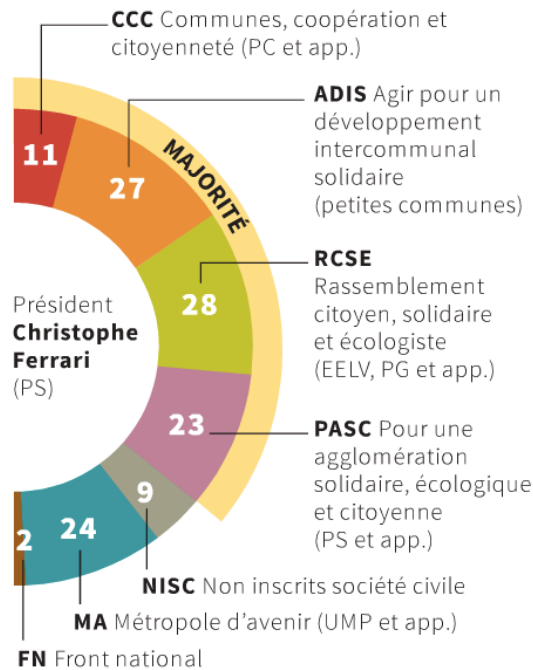 CCC Communes, coopération et
citoyenneté (PC et app.)
ADIS Agir pour un
développement
intercommunal
solidaire
(petites communes)
MAJORITÉ
11
27
RCSE
Rassemblement
citoyen, solidaire
et écologiste
(EELV, PG et app.)
28
Président
Christophe
Ferrari
(PS)
23
PASC Pour une
agglomération
solidaire, écologique
et citoyenne
(PS et app.)
9
24
2
NISC Non inscrits société civile
MA Métropole d'avenir (UMP et app.)
FN Front national